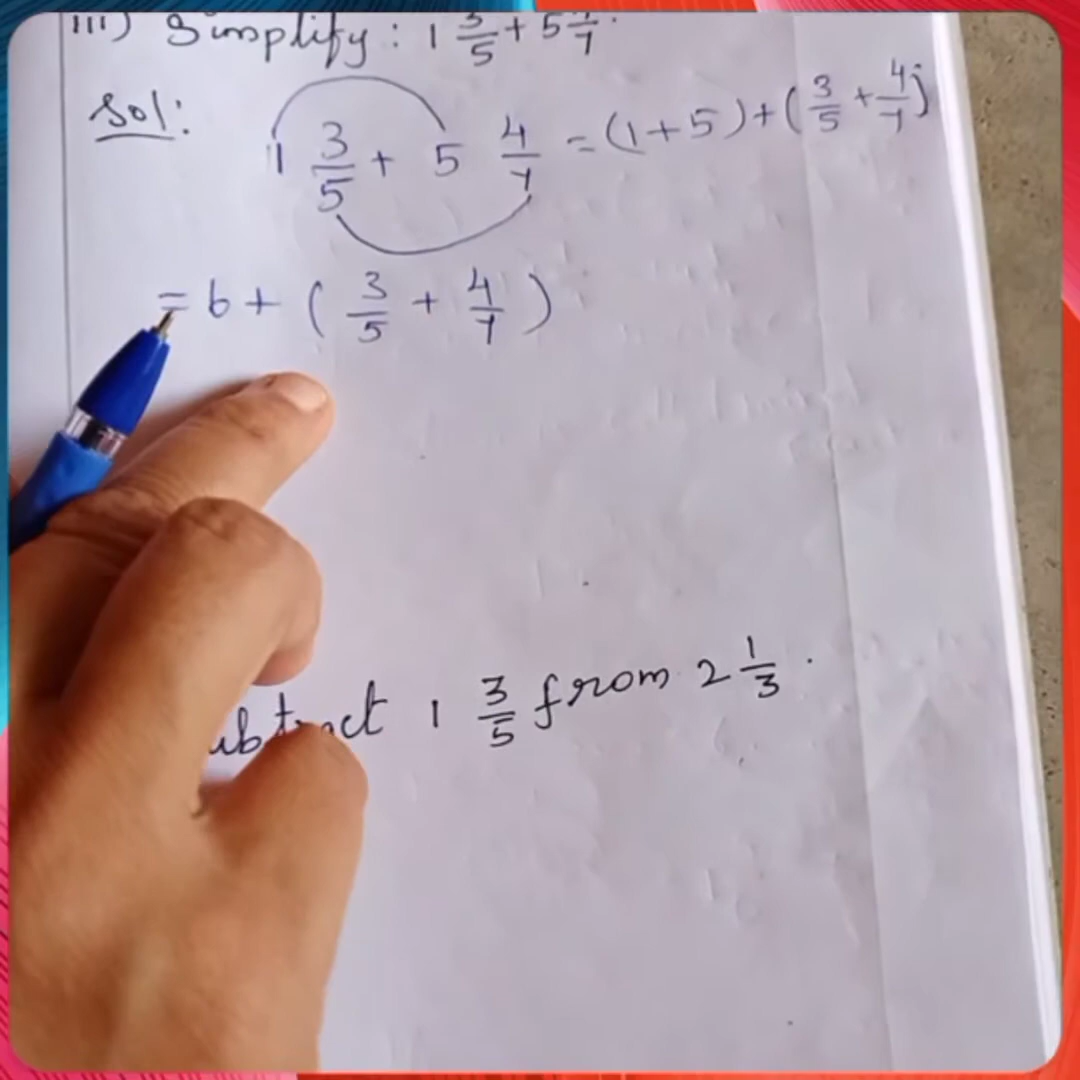 iii) Simplify : 1 3/5 + 5 4/7 .
Sol:
1 3/5 + 5 4/7 = (1+5)+(3/5 + 4/7)
= 6 + ( 3/5 + 4/7 )
ubtract 1 3/5 from 2 1/3 .